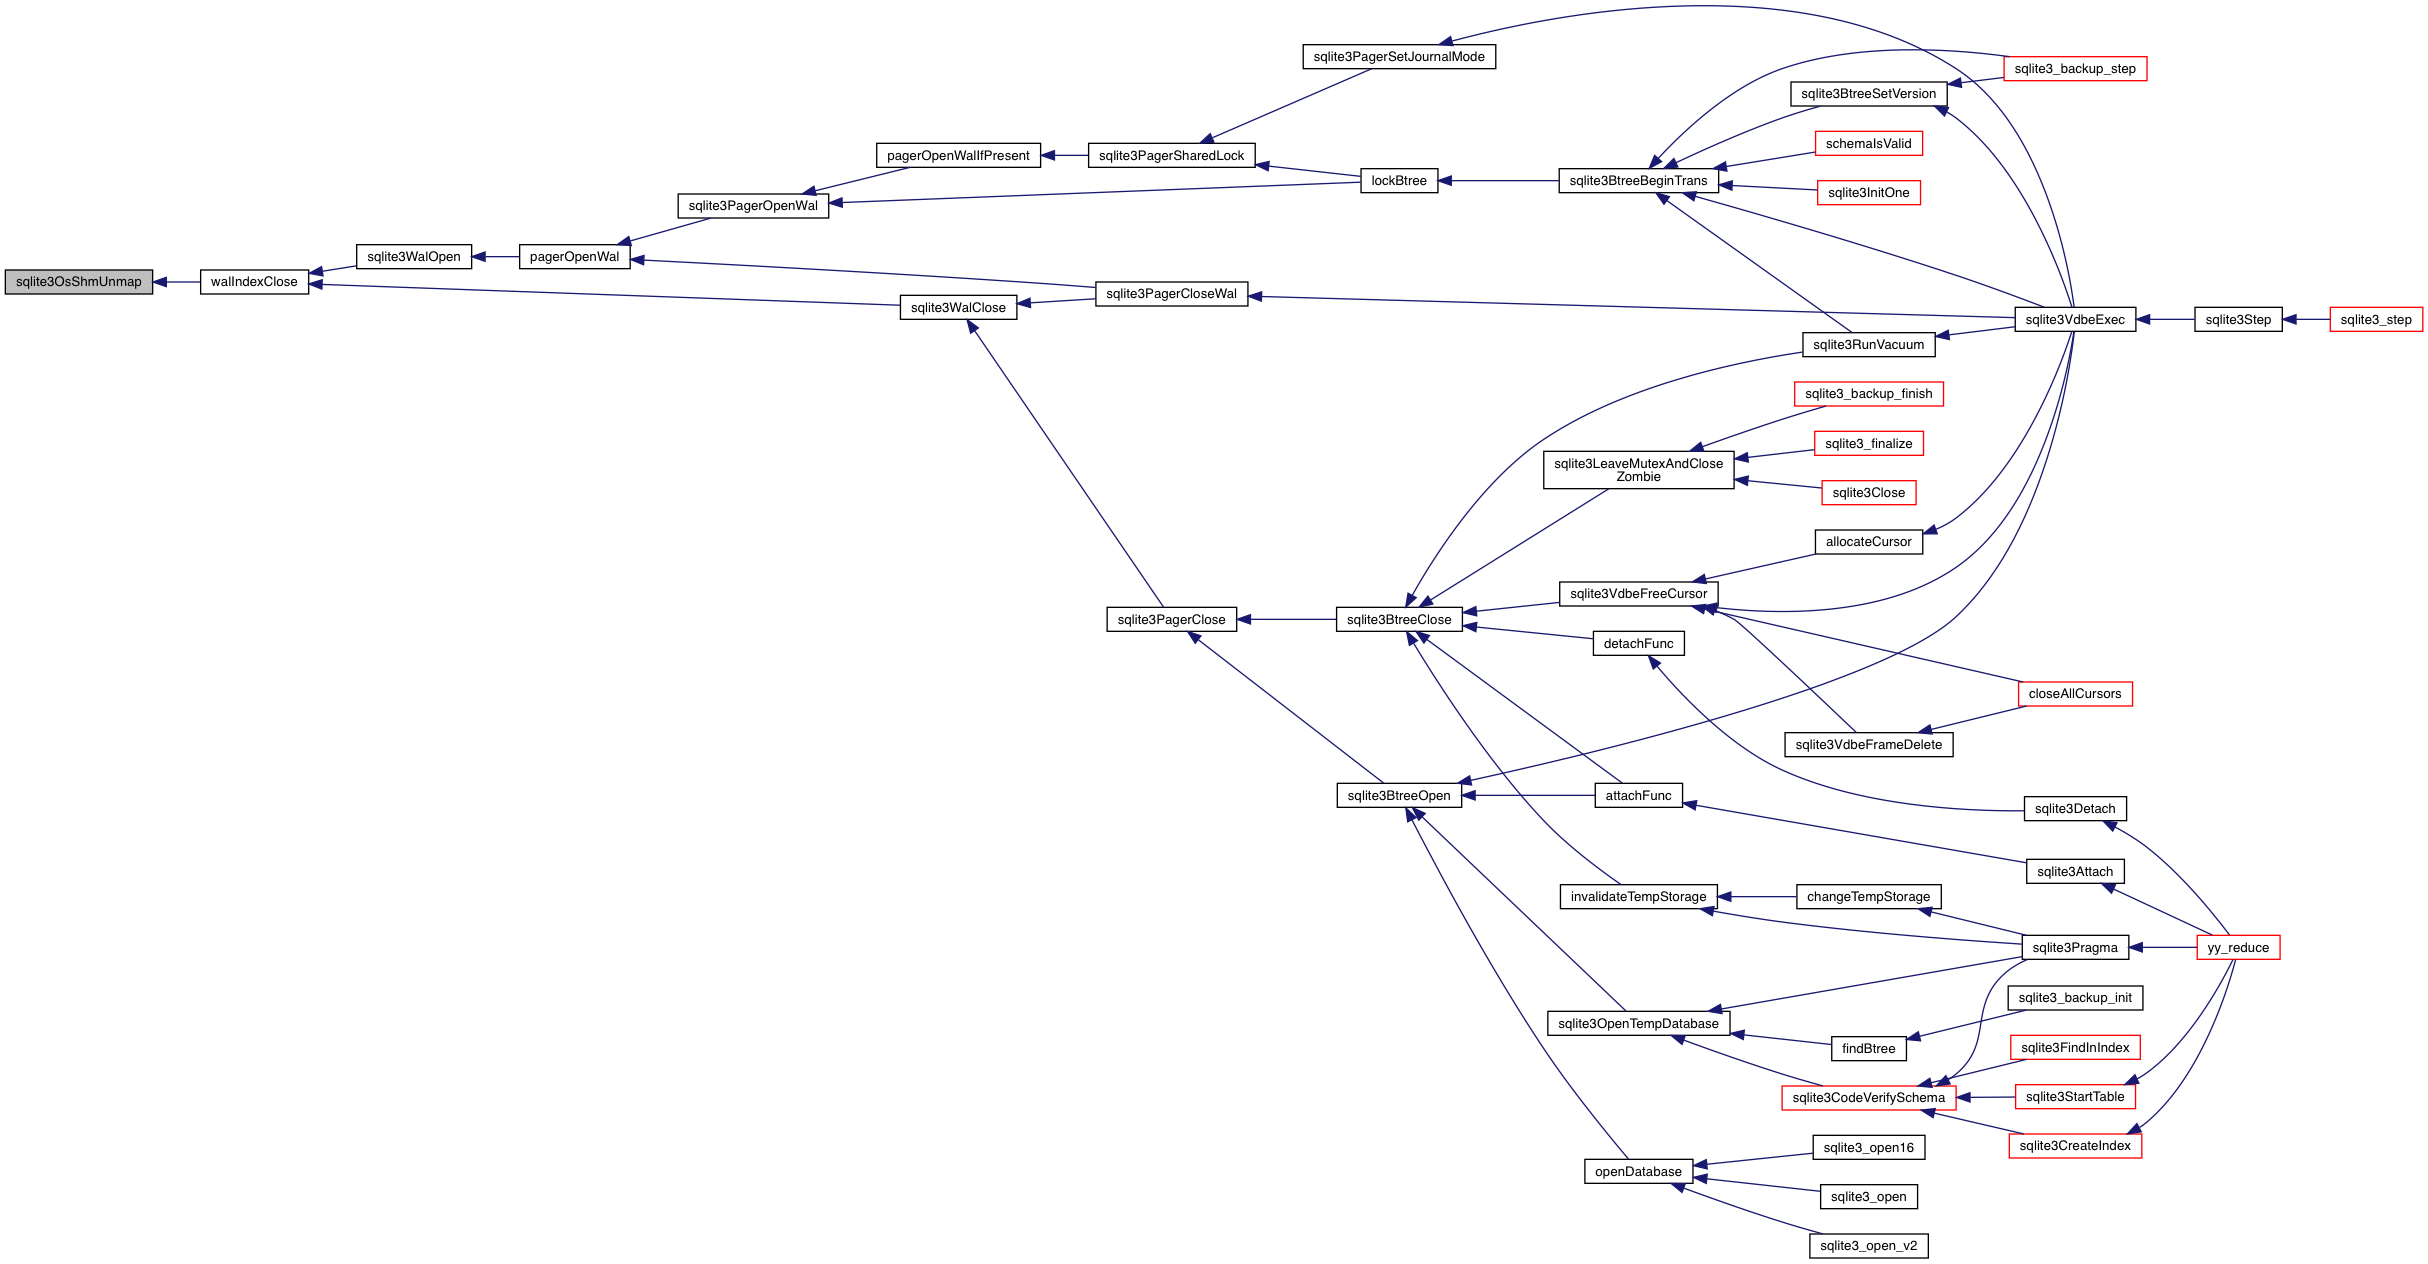 sqlite3PagerSetJournalMode
sqlite3_backup_step
sqlite3BtreeSetVersion
schemaIsValid
pagerOpenWalIfPresent
sqlite3PagerSharedLock
lockBtree
sqlite3BtreeBeginTrans
sqlite3InitOne
sqlite3PagerOpenWal
sqlite3WalOpen
pagerOpenWal
sqlite3OsShmUnmap
walIndexClose
sqlite3PagerCloseWal
sqlite3WalClose
sqlite3VdbeExec
sqlite3Step
sqlite3_step
sqlite3RunVacuum
sqlite3_backup_finish
sqlite3_finalize
sqlite3LeaveMutexAndClose
Zombie
sqlite3Close
allocateCursor
sqlite3VdbeFreeCursor
sqlite3PagerClose
sqlite3BtreeClose
detachFunc
closeAllCursors
sqlite3VdbeFrameDelete
sqlite3BtreeOpen
attachFunc
sqlite3Detach
sqlite3Attach
invalidateTempStorage
changeTempStorage
sqlite3Pragma
yy_reduce
sqlite3_backup_init
sqlite3OpenTempDatabase
findBtree
sqlite3FindInIndex
sqlite3CodeVerifySchema
sqlite3StartTable
sqlite3CreateIndex
sqlite3_open16
openDatabase
sqlite3_open
sqlite3_open_v2